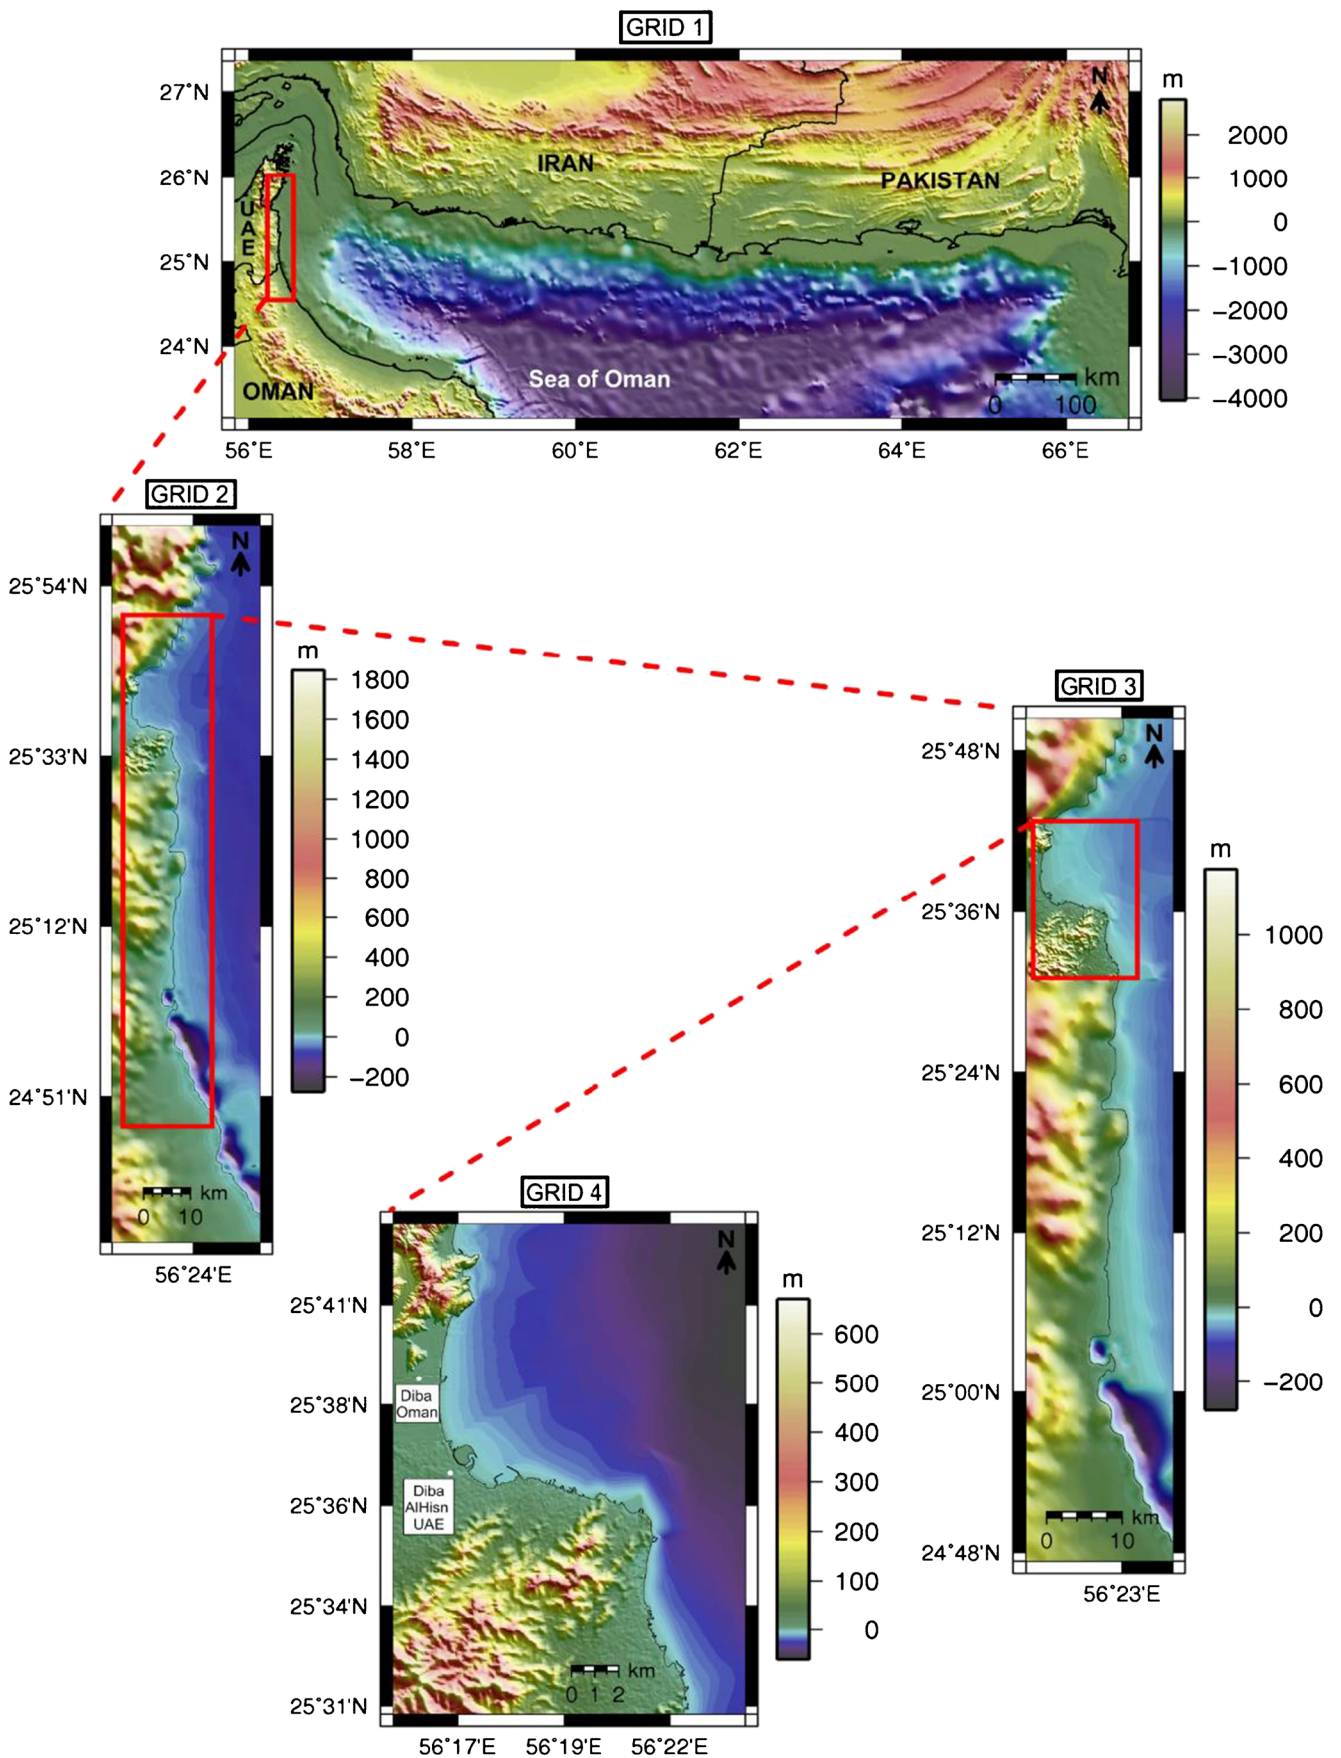 GRID 1
27°N
26°N
25°N
24°N
56°E
58°E
60°E
62°E
64°E
66°E
IRAN
PAKISTAN
UAE
OMAN
Sea of Oman
N
km
0 100
m
2000
1000
0
−1000
−2000
−3000
−4000
GRID 2
N
25°54'N
25°33'N
25°12'N
24°51'N
km
0 10
56°24'E
m
1800
1600
1400
1200
1000
800
600
400
200
0
−200
GRID 3
N
25°48'N
25°36'N
25°24'N
25°12'N
25°00'N
24°48'N
km
0 10
56°23'E
m
1000
800
600
400
200
0
−200
GRID 4
N
25°41'N
25°38'N
25°36'N
25°34'N
25°31'N
Diba
Oman
Diba
AlHisn
UAE
km
0 1 2
56°17'E
56°19'E
56°22'E
m
600
500
400
300
200
100
0